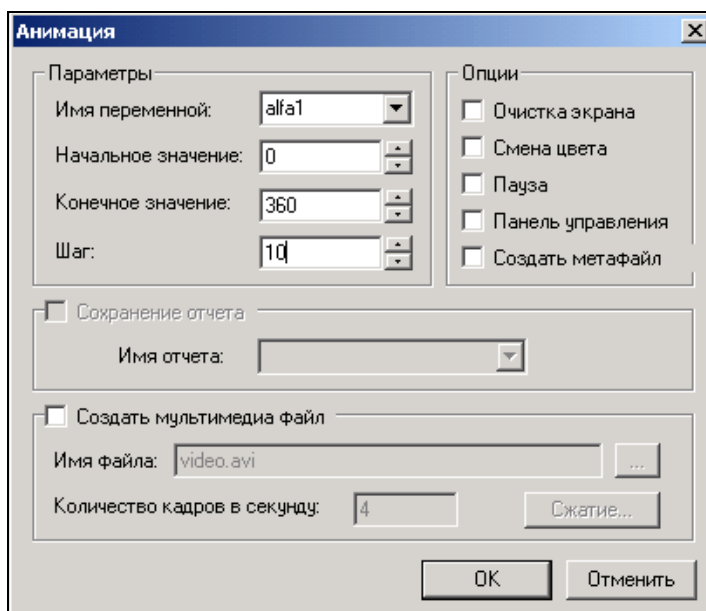 Анимация
Параметры
Имя переменной: alfa1
Начальное значение: 0
Конечное значение: 360
Шаг: 10
Опции
Очистка экрана
Смена цвета
Пауза
Панель управления
Создать метафайл
Сохранение отчета
Имя отчета:
Создать мультимедиа файл
Имя файла: video.avi ...
Количество кадров в секунду: 4 Сжатие...
OK Отменить